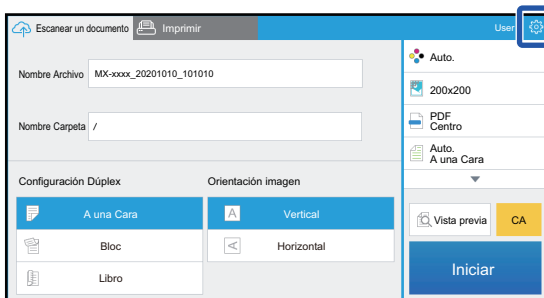 Escanear un documento Imprimir User
Nombre Archivo MX-xxxx_20201010_101010
Nombre Carpeta /
Configuración Dúplex Orientación imagen
A una Cara A Vertical
Bloc A Horizontal
Libro
Auto.
200x200
PDF
Centro
Auto.
A una Cara
Vista previa CA
Iniciar